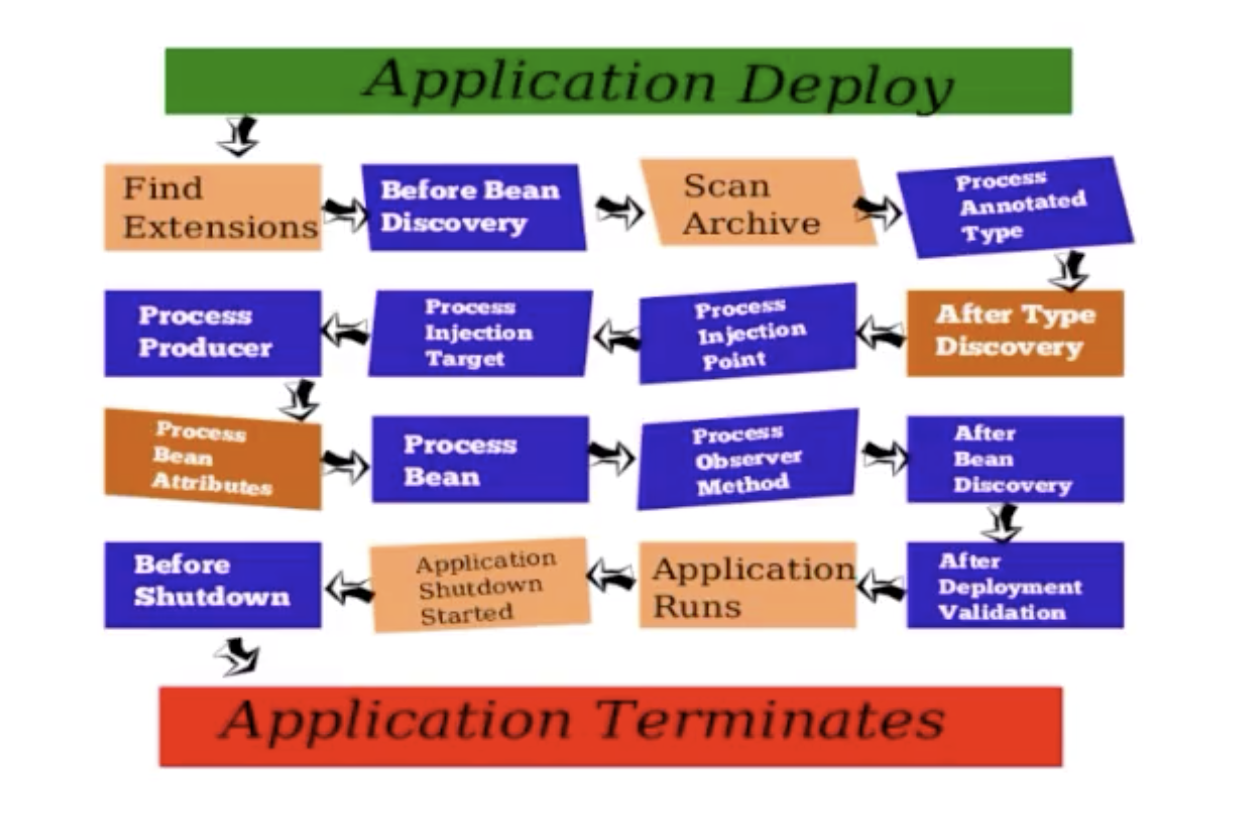 Application Deploy
Find
Extensions
Before Bean
Discovery
Scan
Archive
Process
Annotated
Type
After Type
Discovery
Process
Injection
Point
Process
Injection
Target
Process
Producer
Process
Bean
Attributes
Process
Bean
Process
Observer
Method
After
Bean
Discovery
After
Deployment
Validation
Application
Runs
Application
Shutdown
Started
Before
Shutdown
Application Terminates